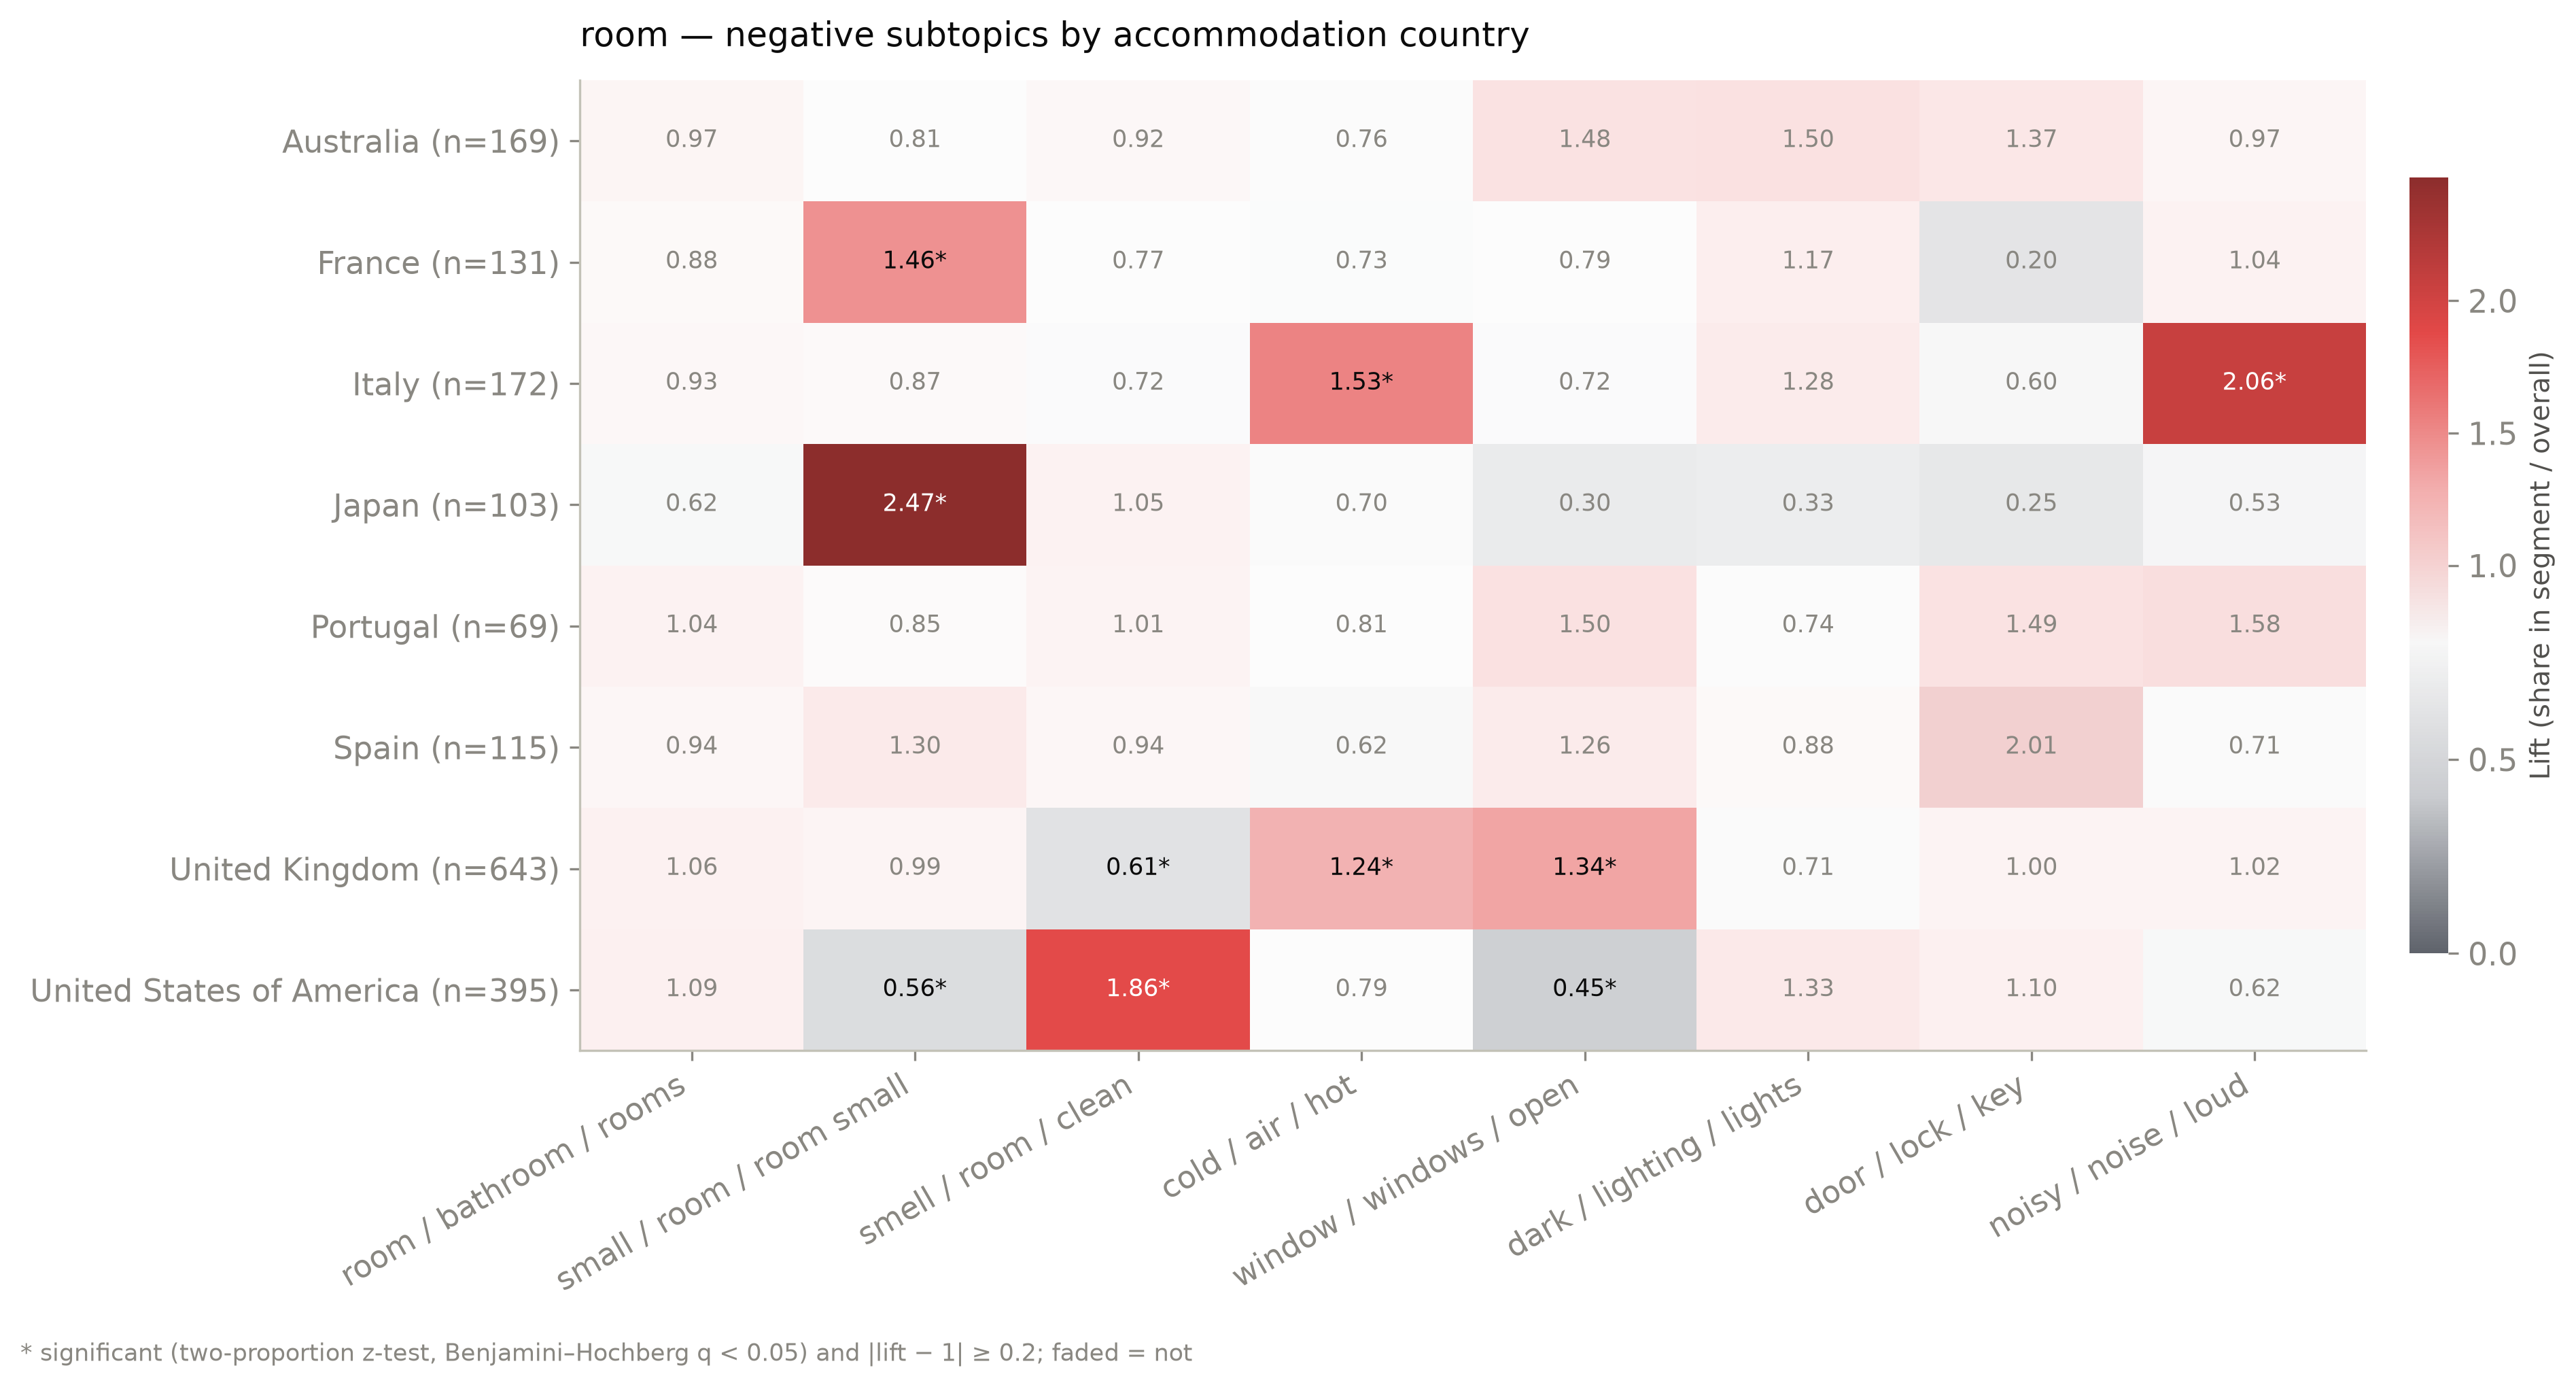 room — negative subtopics by accommodation country
Australia (n=169) 0.97 0.81 0.92 0.76 1.48 1.50 1.37 0.97
France (n=131) 0.88 1.46* 0.77 0.73 0.79 1.17 0.20 1.04
Italy (n=172) 0.93 0.87 0.72 1.53* 0.72 1.28 0.60 2.06*
Japan (n=103) 0.62 2.47* 1.05 0.70 0.30 0.33 0.25 0.53
Portugal (n=69) 1.04 0.85 1.01 0.81 1.50 0.74 1.49 1.58
Spain (n=115) 0.94 1.30 0.94 0.62 1.26 0.88 2.01 0.71
United Kingdom (n=643) 1.06 0.99 0.61* 1.24* 1.34* 0.71 1.00 1.02
United States of America (n=395) 1.09 0.56* 1.86* 0.79 0.45* 1.33 1.10 0.62
room / bathroom / rooms
small / room / room small
smell / room / clean
cold / air / hot
window / windows / open
dark / lighting / lights
door / lock / key
noisy / noise / loud
2.0
1.5
1.0
0.5
0.0
Lift (share in segment / overall)
* significant (two-proportion z-test, Benjamini–Hochberg q < 0.05) and |lift − 1| ≥ 0.2; faded = not